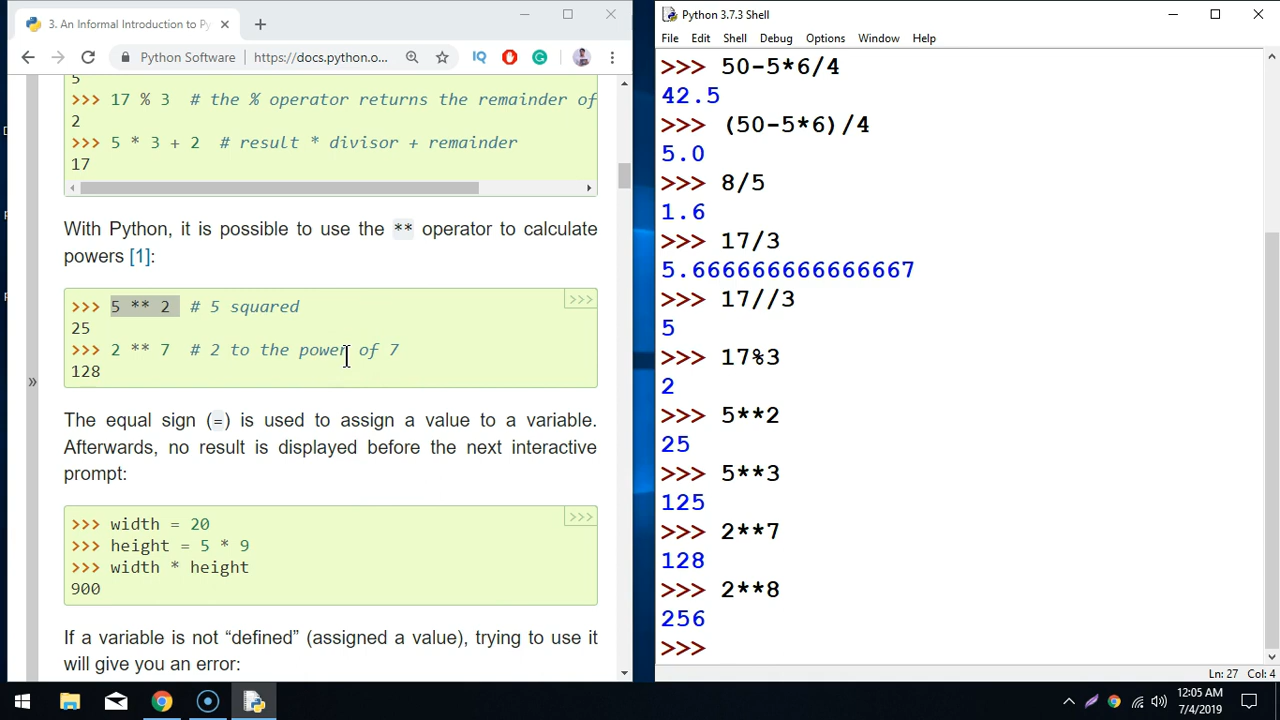 3. An Informal Introduction to Py
Python Software
https://docs.python.o...
5
>>> 17 % 3 # the % operator returns the remainder of
2
>>> 5 * 3 + 2 # result * divisor + remainder
17
With Python, it is possible to use the ** operator to calculate
powers [1]:
>>> 5 ** 2 # 5 squared
>>>
25
>>> 2 ** 7 # 2 to the power of 7
128
»
The equal sign (=) is used to assign a value to a variable.
Afterwards, no result is displayed before the next interactive
prompt:
>>> width = 20
>>>
>>> height = 5 * 9
>>> width * height
900
If a variable is not “defined” (assigned a value), trying to use it
will give you an error:
Python 3.7.3 Shell
File Edit Shell Debug Options Window Help
>>> 50-5*6/4
42.5
>>> (50-5*6)/4
5.0
>>> 8/5
1.6
>>> 17/3
5.666666666666667
>>> 17//3
5
>>> 17%3
2
>>> 5**2
25
>>> 5**3
125
>>> 2**7
128
>>> 2**8
256
>>>
Ln: 27 Col: 4
12:05 AM
7/4/2019